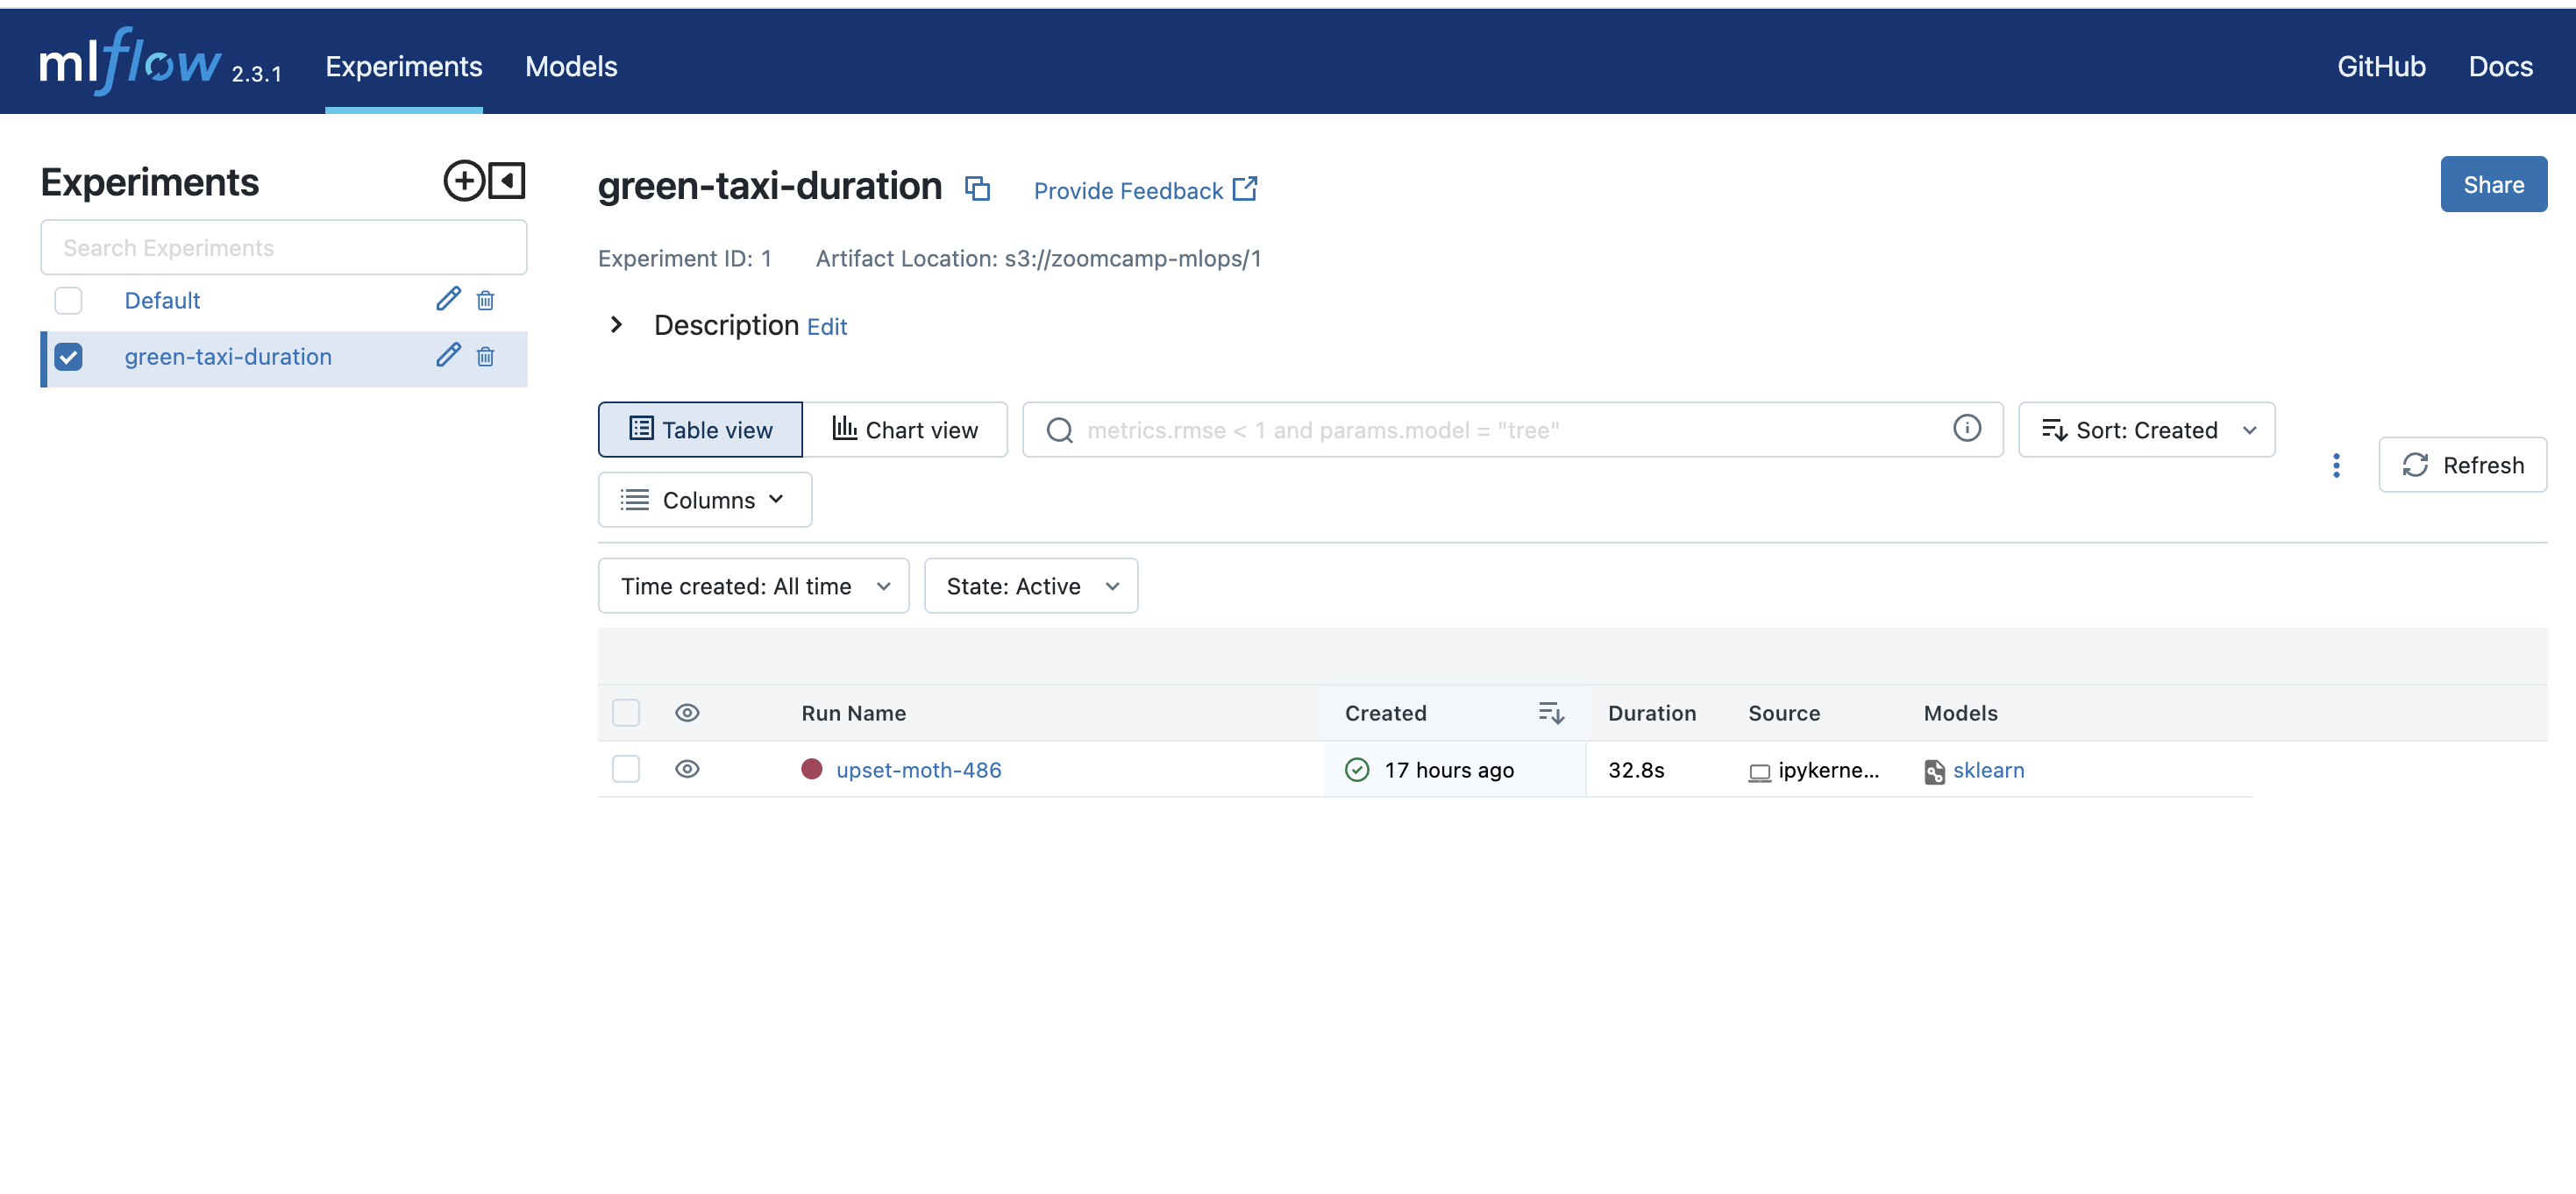 mlflow 2.3.1 Experiments Models GitHub Docs
Experiments
Search Experiments
Default
green-taxi-duration
green-taxi-duration Provide Feedback Share
Experiment ID: 1 Artifact Location: s3://zoomcamp-mlops/1
Description Edit
Table view Chart view metrics.rmse < 1 and params.model = "tree" Sort: Created
Refresh
Columns
Time created: All time State: Active
Run Name Created Duration Source Models
upset-moth-486 17 hours ago 32.8s ipykerne... sklearn